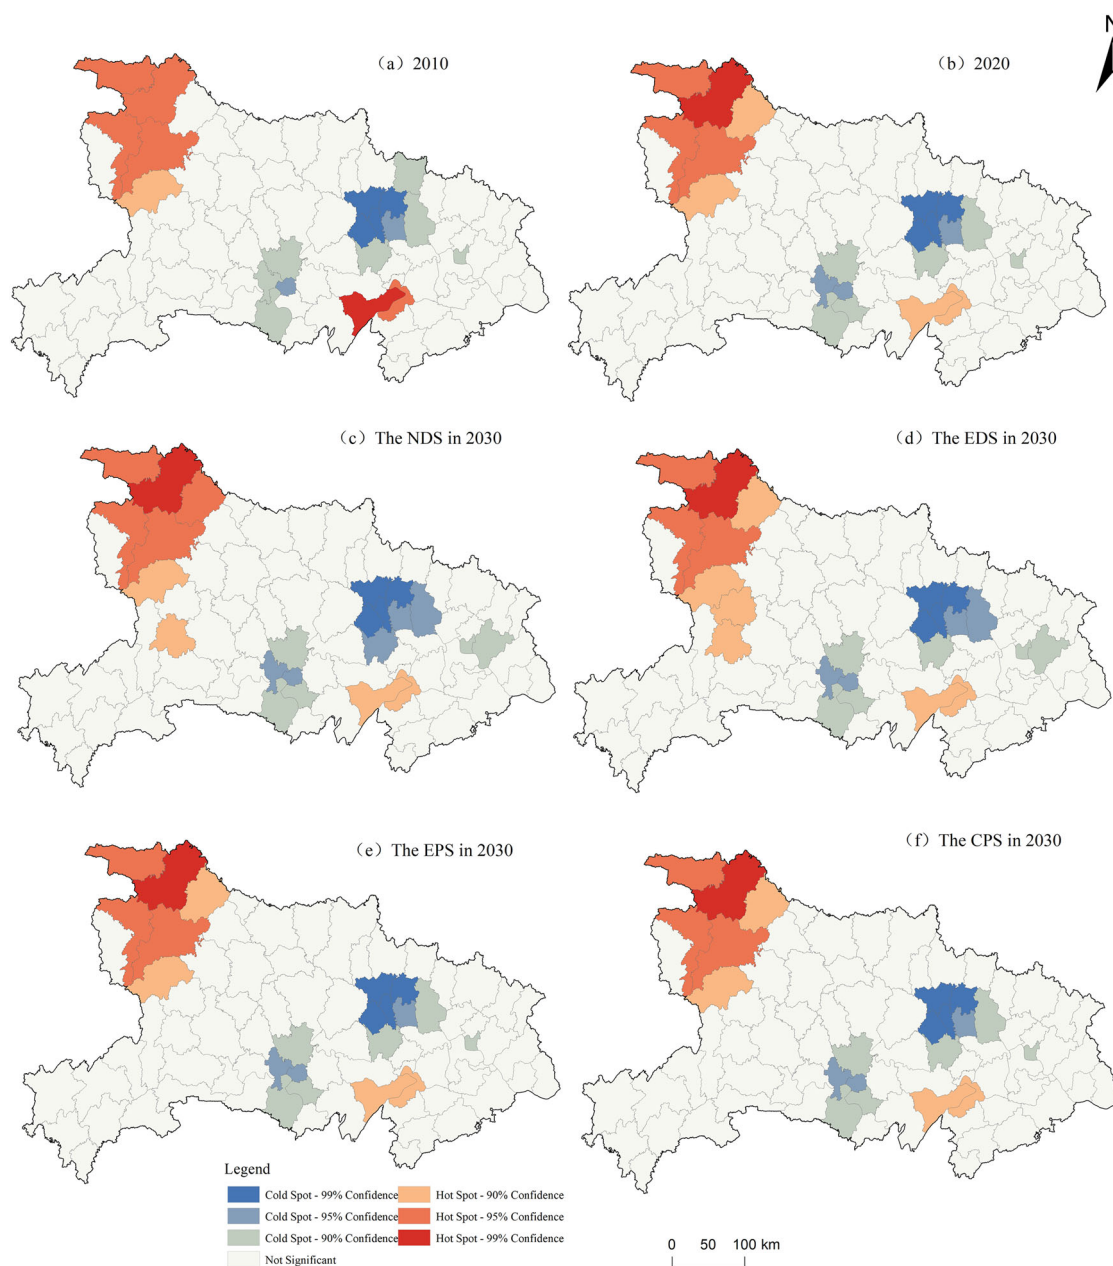 N
（a）2010
（b）2020
（c）The NDS in 2030
（d）The EDS in 2030
（e）The EPS in 2030
（f）The CPS in 2030
Legend
Cold Spot - 99% Confidence
Hot Spot - 90% Confidence
Cold Spot - 95% Confidence
Hot Spot - 95% Confidence
Cold Spot - 90% Confidence
Hot Spot - 99% Confidence
Not Significant
0 50 100 km